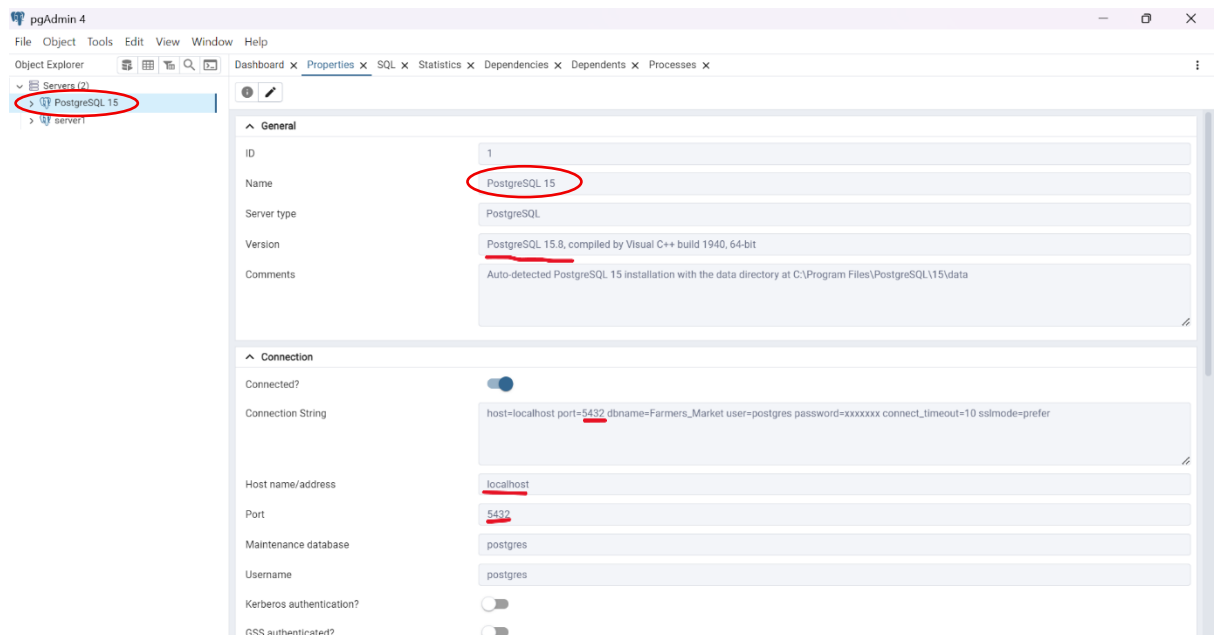 pgAdmin 4
File Object Tools Edit View Window Help
Object Explorer
Servers (2)
PostgreSQL 15
server1
Dashboard Properties SQL Statistics Dependencies Dependents Processes
General
ID 1
Name PostgreSQL 15
Server type PostgreSQL
Version PostgreSQL 15.8, compiled by Visual C++ build 1940, 64-bit
Comments Auto-detected PostgreSQL 15 installation with the data directory at C:\Program Files\PostgreSQL\15\data
Connection
Connected?
Connection String host=localhost port=5432 dbname=Farmers_Market user=postgres password=xxxxxxx connect_timeout=10 sslmode=prefer
Host name/address localhost
Port 5432
Maintenance database postgres
Username postgres
Kerberos authentication?
GSS authenticated?